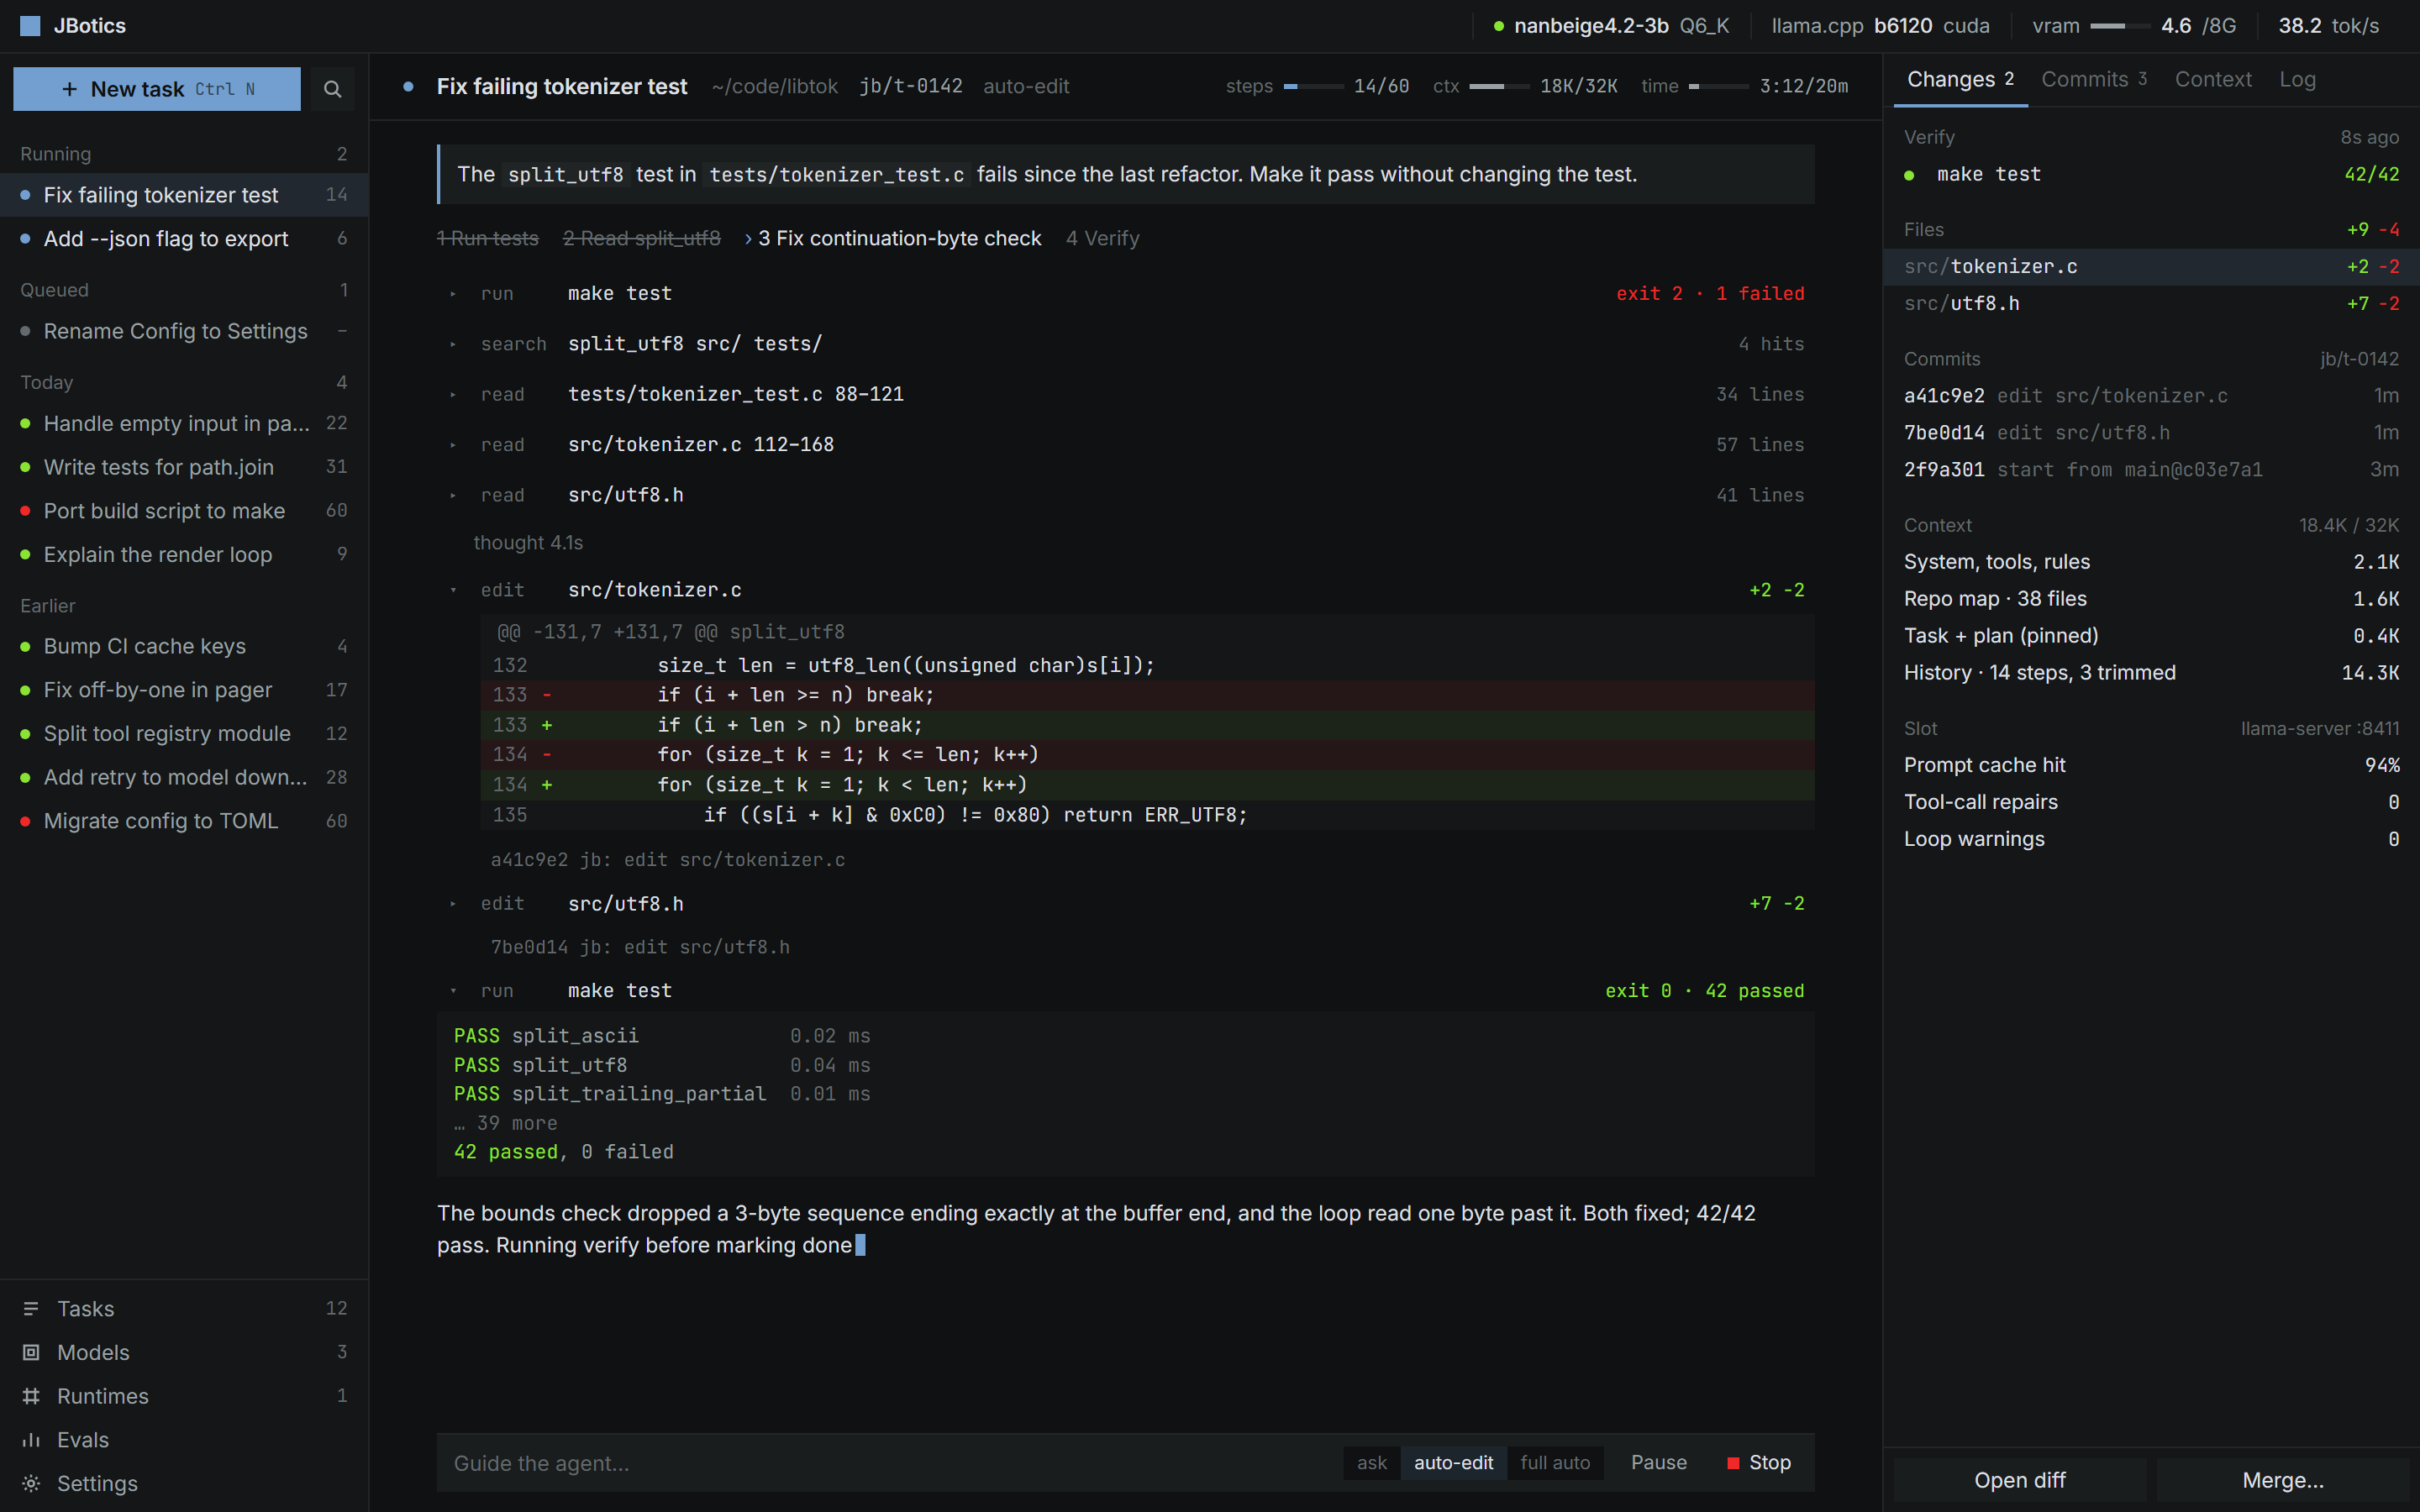 JBotics
nanbeige4.2-3b Q6_K
llama.cpp b6120 cuda
vram 4.6 /8G
38.2 tok/s
+ New task Ctrl N
Running 2
Fix failing tokenizer test 14
Add --json flag to export 6
Queued 1
Rename Config to Settings –
Today 4
Handle empty input in pa... 22
Write tests for path.join 31
Port build script to make 60
Explain the render loop 9
Earlier
Bump CI cache keys 4
Fix off-by-one in pager 17
Split tool registry module 12
Add retry to model down... 28
Migrate config to TOML 60
Tasks 12
Models 3
Runtimes 1
Evals
Settings
Fix failing tokenizer test ~/code/libtok jb/t-0142 auto-edit steps 14/60 ctx 18K/32K time 3:12/20m
The split_utf8 test in tests/tokenizer_test.c fails since the last refactor. Make it pass without changing the test.
1 Run tests 2 Read split_utf8 › 3 Fix continuation-byte check 4 Verify
▸ run make test exit 2 · 1 failed
▸ search split_utf8 src/ tests/ 4 hits
▸ read tests/tokenizer_test.c 88–121 34 lines
▸ read src/tokenizer.c 112–168 57 lines
▸ read src/utf8.h 41 lines
thought 4.1s
▾ edit src/tokenizer.c +2 -2
@@ -131,7 +131,7 @@ split_utf8
132 size_t len = utf8_len((unsigned char)s[i]);
133 - if (i + len >= n) break;
133 + if (i + len > n) break;
134 - for (size_t k = 1; k <= len; k++)
134 + for (size_t k = 1; k < len; k++)
135 if ((s[i + k] & 0xC0) != 0x80) return ERR_UTF8;
a41c9e2 jb: edit src/tokenizer.c
▸ edit src/utf8.h +7 -2
7be0d14 jb: edit src/utf8.h
▾ run make test exit 0 · 42 passed
PASS split_ascii 0.02 ms
PASS split_utf8 0.04 ms
PASS split_trailing_partial 0.01 ms
… 39 more
42 passed, 0 failed
The bounds check dropped a 3-byte sequence ending exactly at the buffer end, and the loop read one byte past it. Both fixed; 42/42
pass. Running verify before marking done
Guide the agent... ask auto-edit full auto Pause Stop
Changes 2 Commits 3 Context Log
Verify 8s ago
make test 42/42
Files +9 -4
src/tokenizer.c +2 -2
src/utf8.h +7 -2
Commits jb/t-0142
a41c9e2 edit src/tokenizer.c 1m
7be0d14 edit src/utf8.h 1m
2f9a301 start from main@c03e7a1 3m
Context 18.4K / 32K
System, tools, rules 2.1K
Repo map · 38 files 1.6K
Task + plan (pinned) 0.4K
History · 14 steps, 3 trimmed 14.3K
Slot llama-server :8411
Prompt cache hit 94%
Tool-call repairs 0
Loop warnings 0
Open diff Merge...